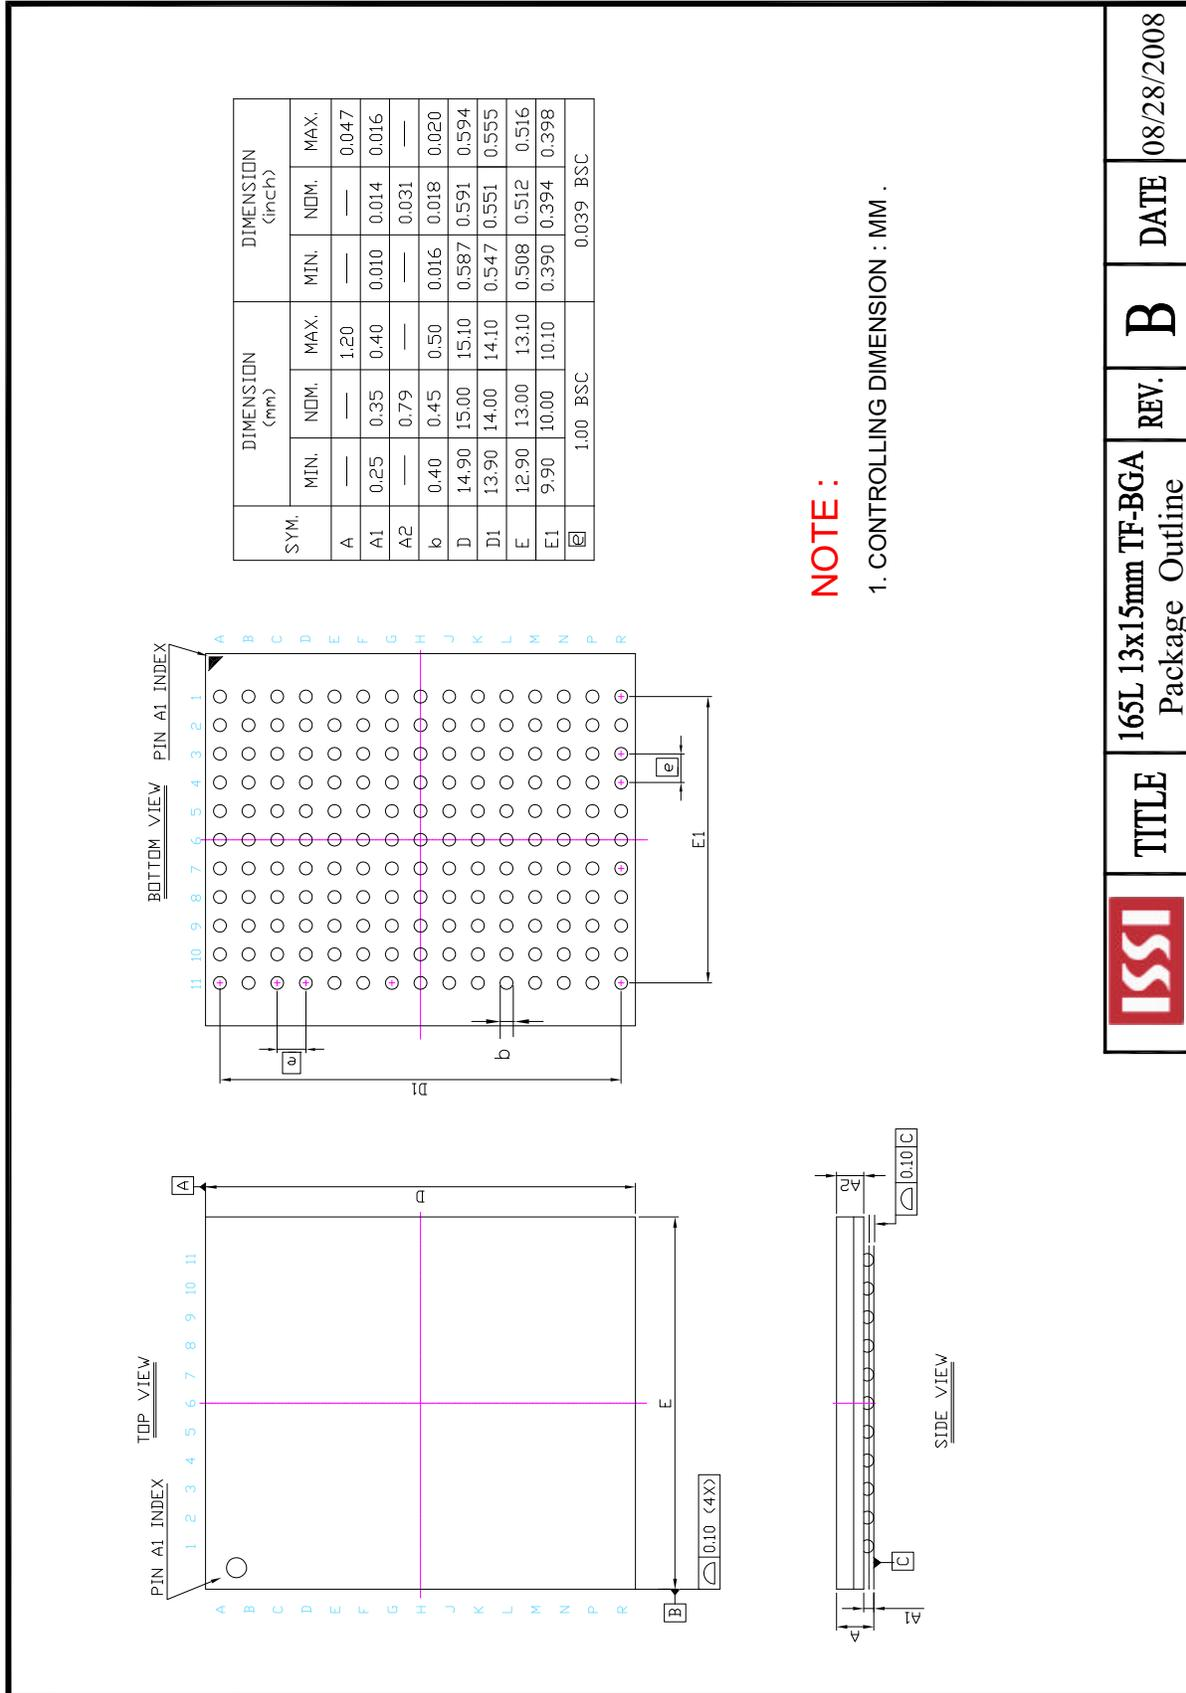 TOP VIEW
PIN A1 INDEX
1 2 3 4 5 6 7 8 9 10 11
A
B
C
D
E
F
G
H
J
K
L
M
N
P
R
A
D
E
B
0.10 (4X)
BOTTOM VIEW
PIN A1 INDEX
11 10 9 8 7 6 5 4 3 2 1
A
B
C
D
E
F
G
H
J
K
L
M
N
P
R
e
D1
b
e
E1
SYM. DIMENSION (mm) DIMENSION (inch)
MIN. NOM. MAX. MIN. NOM. MAX.
A — — 1.20 — — 0.047
A1 0.25 0.35 0.40 0.010 0.014 0.016
A2 — 0.79 — — 0.031 —
b 0.40 0.45 0.50 0.016 0.018 0.020
D 14.90 15.00 15.10 0.587 0.591 0.594
D1 13.90 14.00 14.10 0.547 0.551 0.555
E 12.90 13.00 13.10 0.508 0.512 0.516
E1 9.90 10.00 10.10 0.390 0.394 0.398
e 1.00 BSC 0.039 BSC
A
A1
C
A2
0.10 C
SIDE VIEW
NOTE :
1. CONTROLLING DIMENSION : MM .
ISSI
TITLE
165L 13x15mm TF-BGA
Package Outline
REV.
B
DATE
08/28/2008